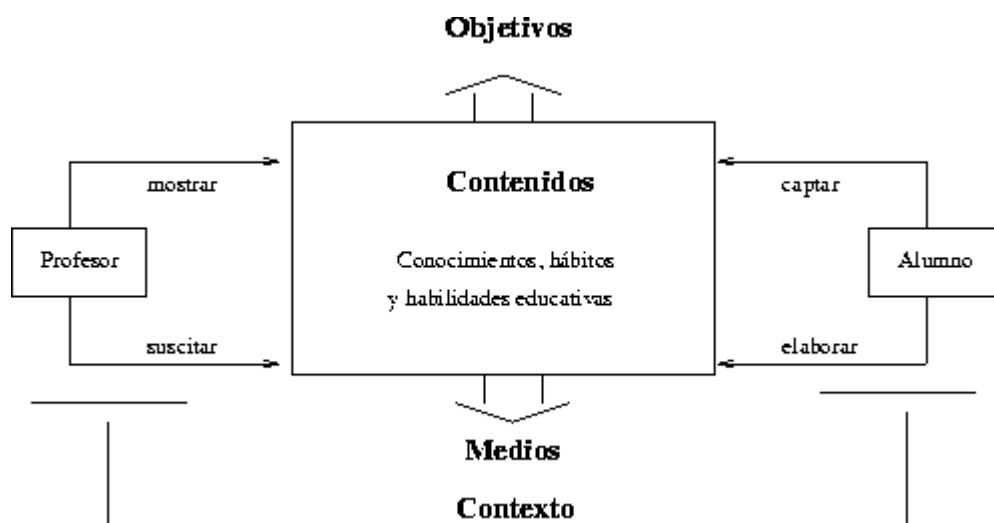 Objetivos
mostrar
Contenidos
captar
Profesor
Conocimientos, hábitos
y habilidades educativas
Alumno
suscitar
elaborar
Medios
Contexto